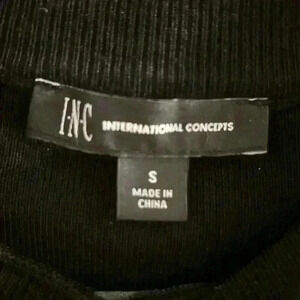 I·N·C INTERNATIONAL CONCEPTS
S
MADE IN
CHINA